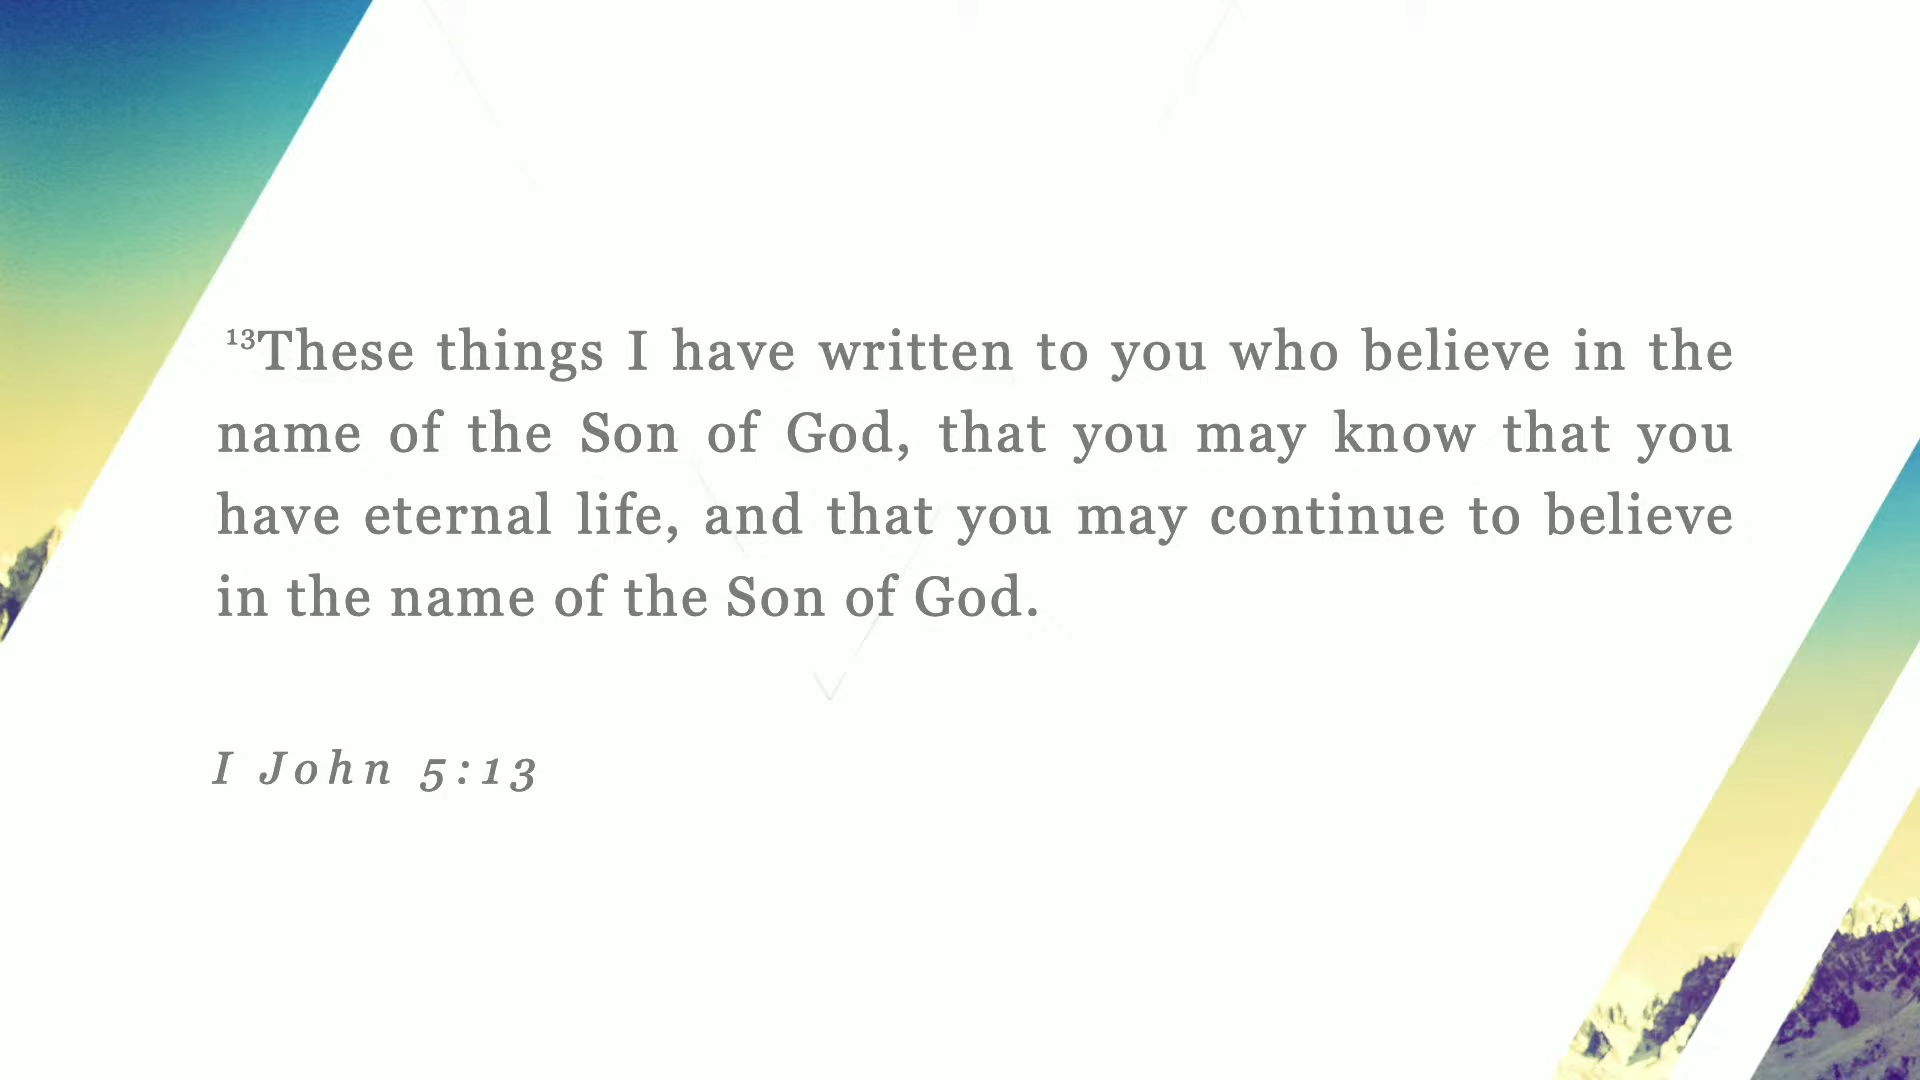 ¹³These things I have written to you who believe in the
name of the Son of God, that you may know that you
have eternal life, and that you may continue to believe
in the name of the Son of God.
I John 5:13